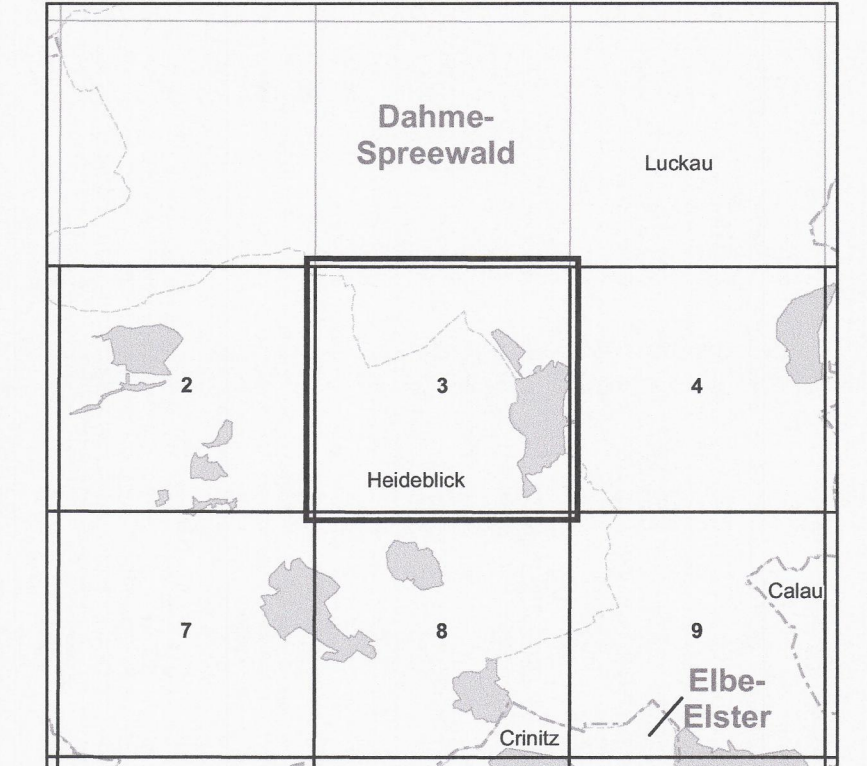 Dahme-
Spreewald
Luckau
2
3
4
Heideblick
7
8
9
Calau
Elbe-
Elster
Crinitz